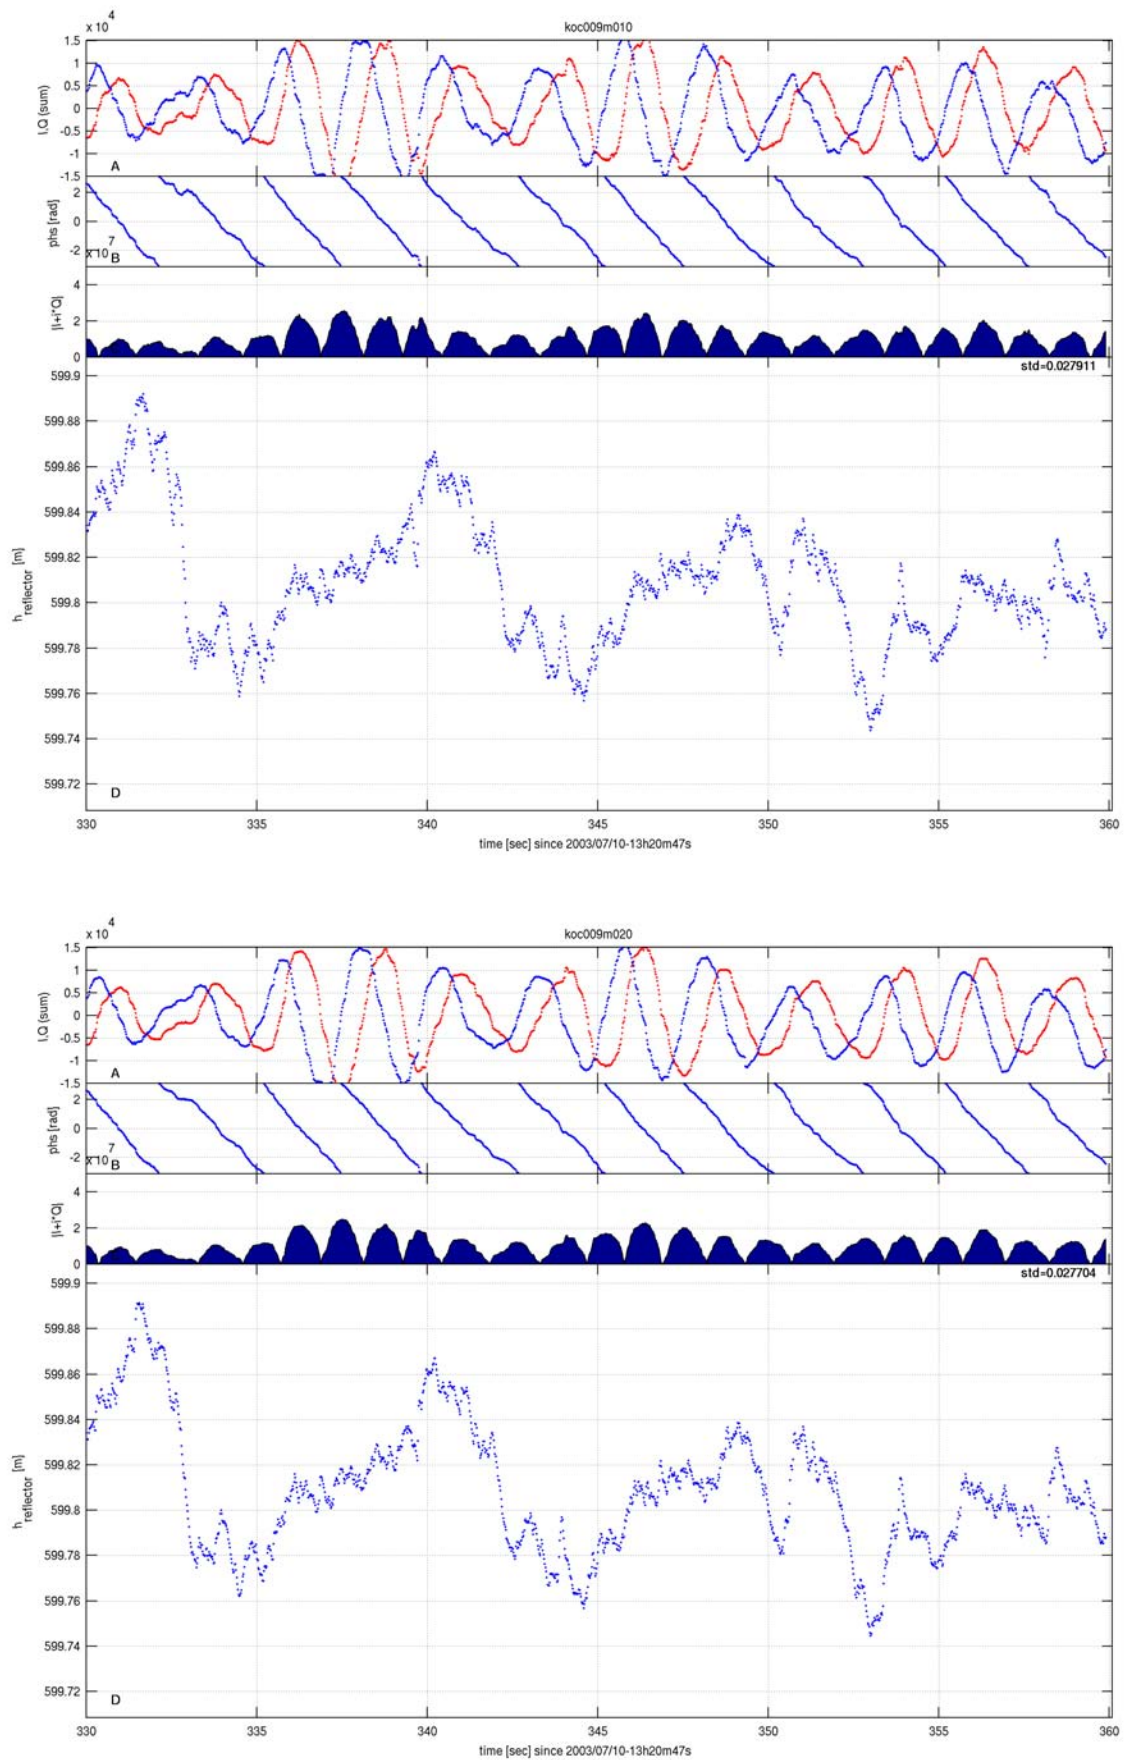 koc009m010
x 10 4
1.5
1
0.5
0
-0.5
-1
-1.5
I,Q (sum)
A
2
0
-2
phs [rad]
x 10 7
B
4
2
0
|I+i*Q|
std=0.027911
599.9
599.88
599.86
599.84
599.82
599.8
599.78
599.76
599.74
599.72
h reflector [m]
D
330 335 340 345 350 355 360
time [sec] since 2003/07/10-13h20m47s
koc009m020
x 10 4
1.5
1
0.5
0
-0.5
-1
-1.5
I,Q (sum)
A
2
0
-2
phs [rad]
x 10 7
B
4
2
0
|I+i*Q|
std=0.027704
599.9
599.88
599.86
599.84
599.82
599.8
599.78
599.76
599.74
599.72
h reflector [m]
D
330 335 340 345 350 355 360
time [sec] since 2003/07/10-13h20m47s